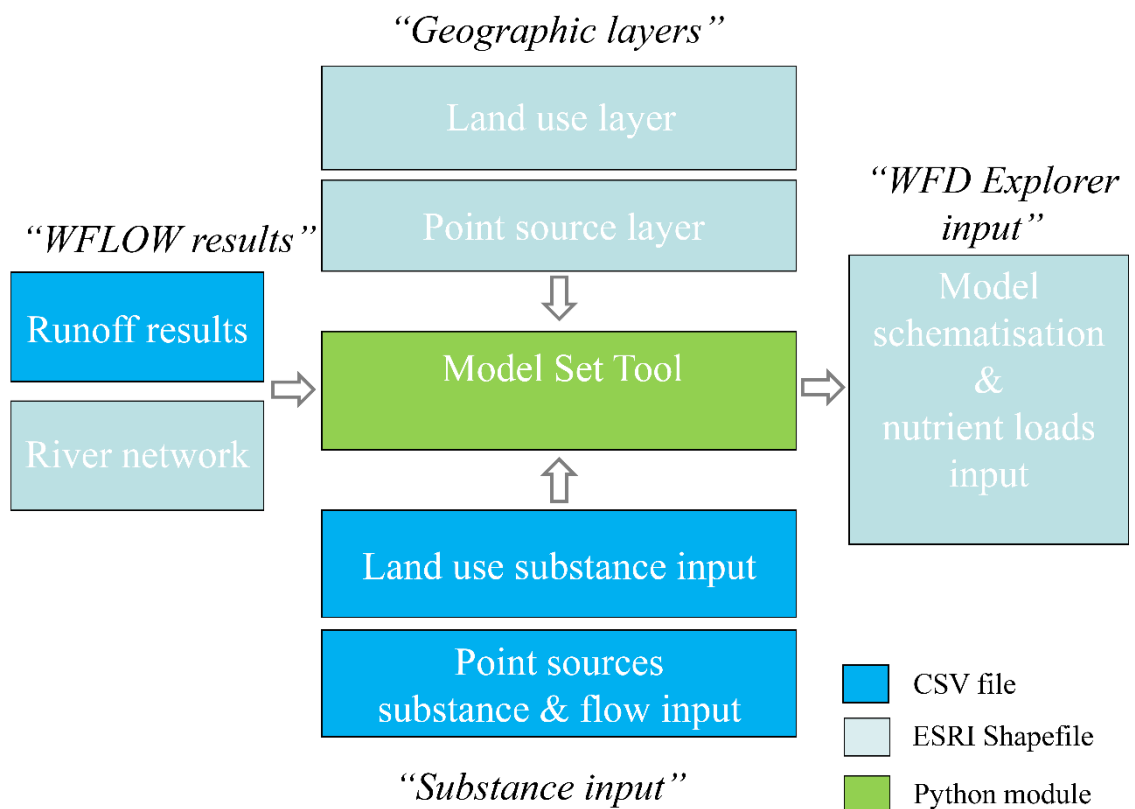 “Geographic layers”
Land use layer
Point source layer
“WFLOW results”
Runoff results
River network
Model Set Tool
“WFD Explorer
input”
Model
schematisation
&
nutrient loads
input
Land use substance input
Point sources
substance & flow input
“Substance input”
CSV file
ESRI Shapefile
Python module